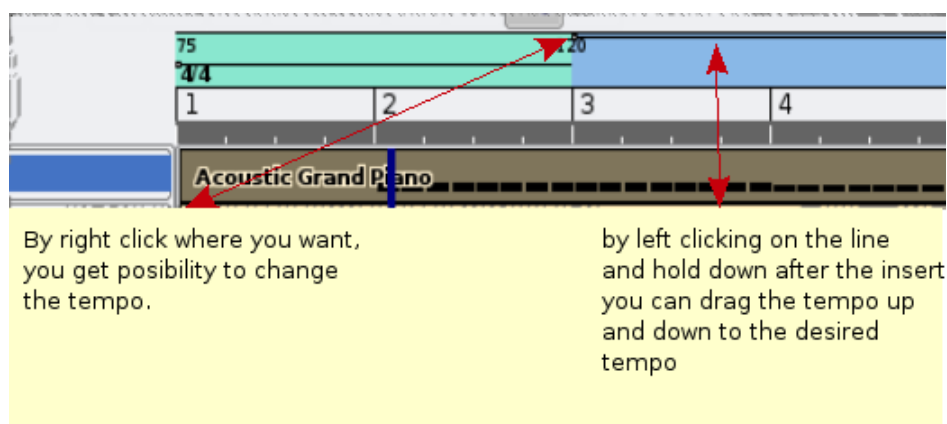 75
120
4/4
1
2
3
4
Acoustic Grand Piano
By right click where you want,
you get posibility to change
the tempo.
by left clicking on the line
and hold down after the insert
you can drag the tempo up
and down to the desired
tempo